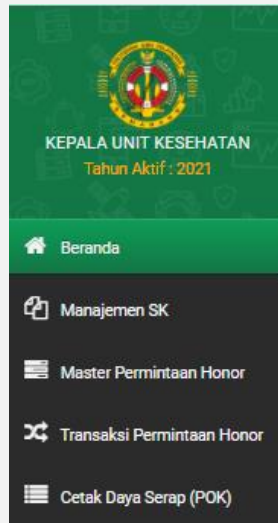 KEPALA UNIT KESEHATAN
Tahun Aktif : 2021
Beranda
Manajemen SK
Master Permintaan Honor
Transaksi Permintaan Honor
Cetak Daya Serap (POK)